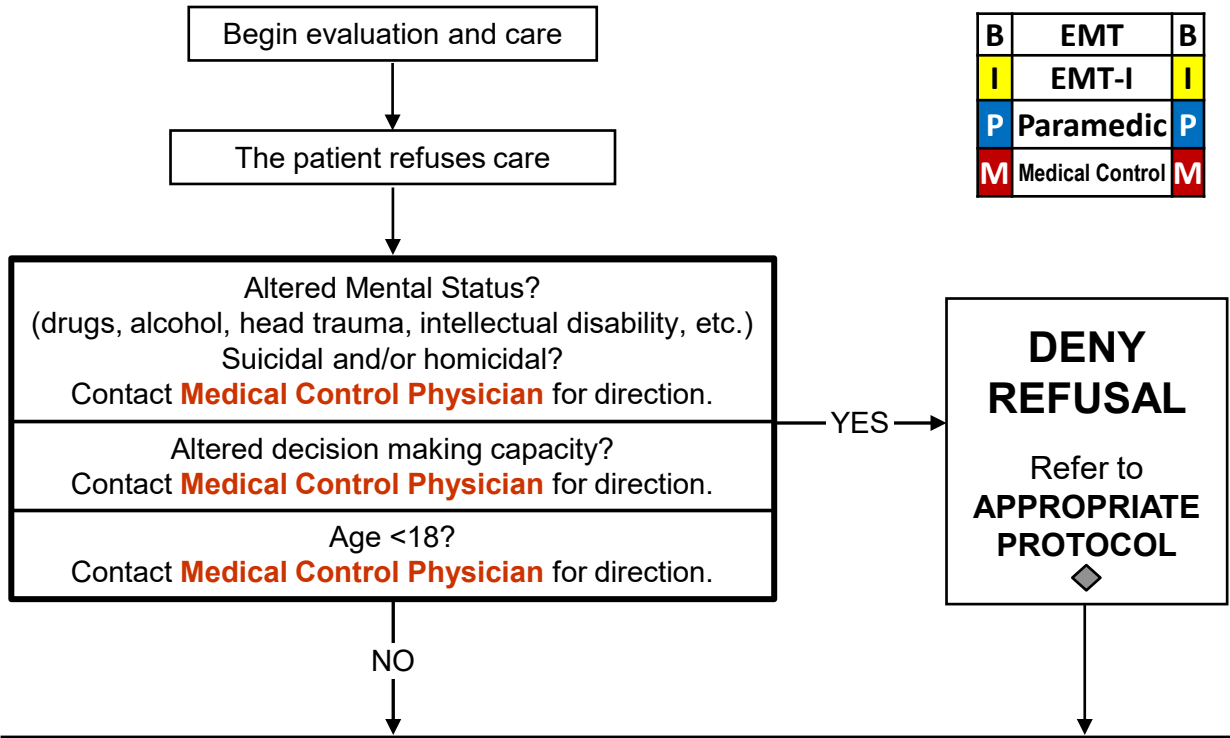 Begin evaluation and care
B EMT B
I EMT-I I
P Paramedic P
M Medical Control M
The patient refuses care
Altered Mental Status?
(drugs, alcohol, head trauma, intellectual disability, etc.)
Suicidal and/or homicidal?
Contact Medical Control Physician for direction.
Altered decision making capacity?
Contact Medical Control Physician for direction.
Age <18?
Contact Medical Control Physician for direction.
YES
DENY
REFUSAL
Refer to
APPROPRIATE
PROTOCOL
NO